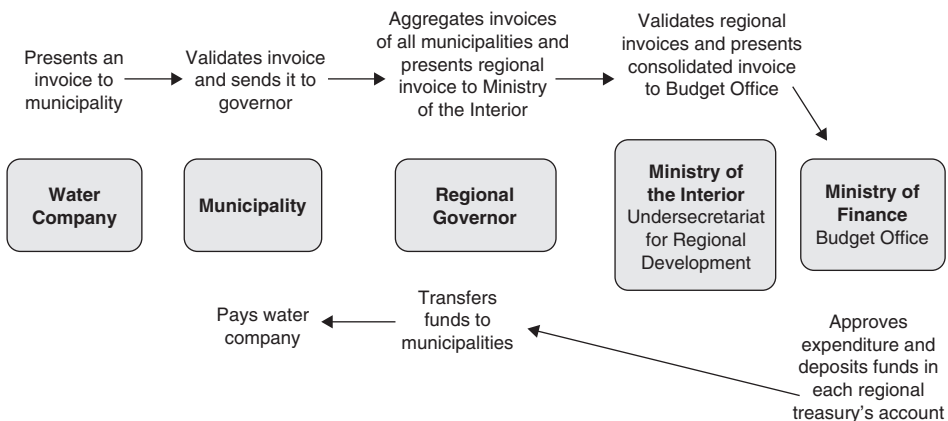 Presents an
invoice to
municipality
Validates invoice
and sends it to
governor
Aggregates invoices
of all municipalities and
presents regional
invoice to Ministry
of the Interior
Validates regional
invoices and presents
consolidated invoice
to Budget Office
Water
Company
Municipality
Regional
Governor
Ministry of
the Interior
Undersecretariat
for Regional
Development
Ministry of
Finance
Budget Office
Pays water
company
Transfers
funds to
municipalities
Approves
expenditure and
deposits funds in
each regional
treasury's account